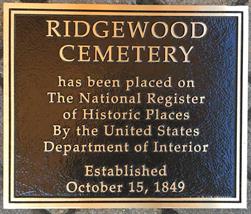 RIDGEWOOD
CEMETERY
has been placed on
The National Register
of Historic Places
By the United States
Department of Interior
Established
October 15, 1849